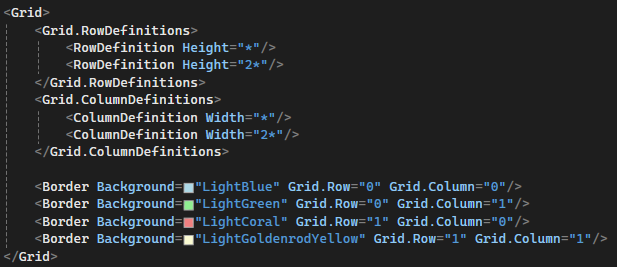 <Grid>
    <Grid.RowDefinitions>
        <RowDefinition Height="*"/>
        <RowDefinition Height="2*"/>
    </Grid.RowDefinitions>
    <Grid.ColumnDefinitions>
        <ColumnDefinition Width="*"/>
        <ColumnDefinition Width="2*"/>
    </Grid.ColumnDefinitions>

    <Border Background="LightBlue" Grid.Row="0" Grid.Column="0"/>
    <Border Background="LightGreen" Grid.Row="0" Grid.Column="1"/>
    <Border Background="LightCoral" Grid.Row="1" Grid.Column="0"/>
    <Border Background="LightGoldenrodYellow" Grid.Row="1" Grid.Column="1"/>
</Grid>